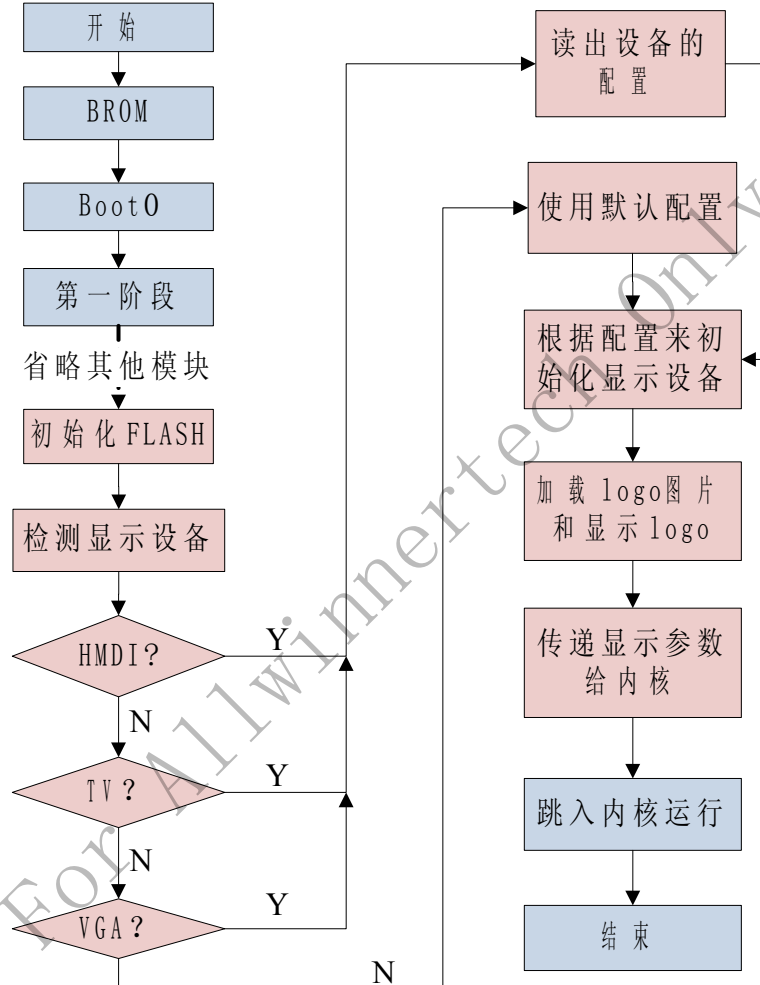 开始
BROM
Boot0
第一阶段
省略其他模块
初始化FLASH
检测显示设备
HMDI?
Y
N
TV?
Y
N
VGA?
Y
N
读出设备的
配置
使用默认配置
根据配置来初
始化显示设备
加载 logo图片
和显示 logo
传递显示参数
给内核
跳入内核运行
结束
For Allwinnertech Only